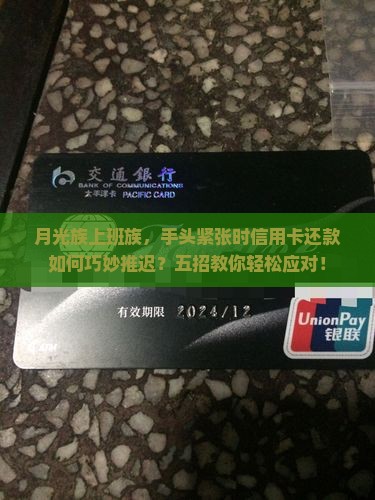 交通銀行
BANK OF COMMUNICATIONS
太平洋卡 PACIFIC CARD
月光族上班族，手头紧张时信用卡还款
如何巧妙推迟？五招教你轻松应对！
有效期限 2024/12
UnionPay
银联
ATM